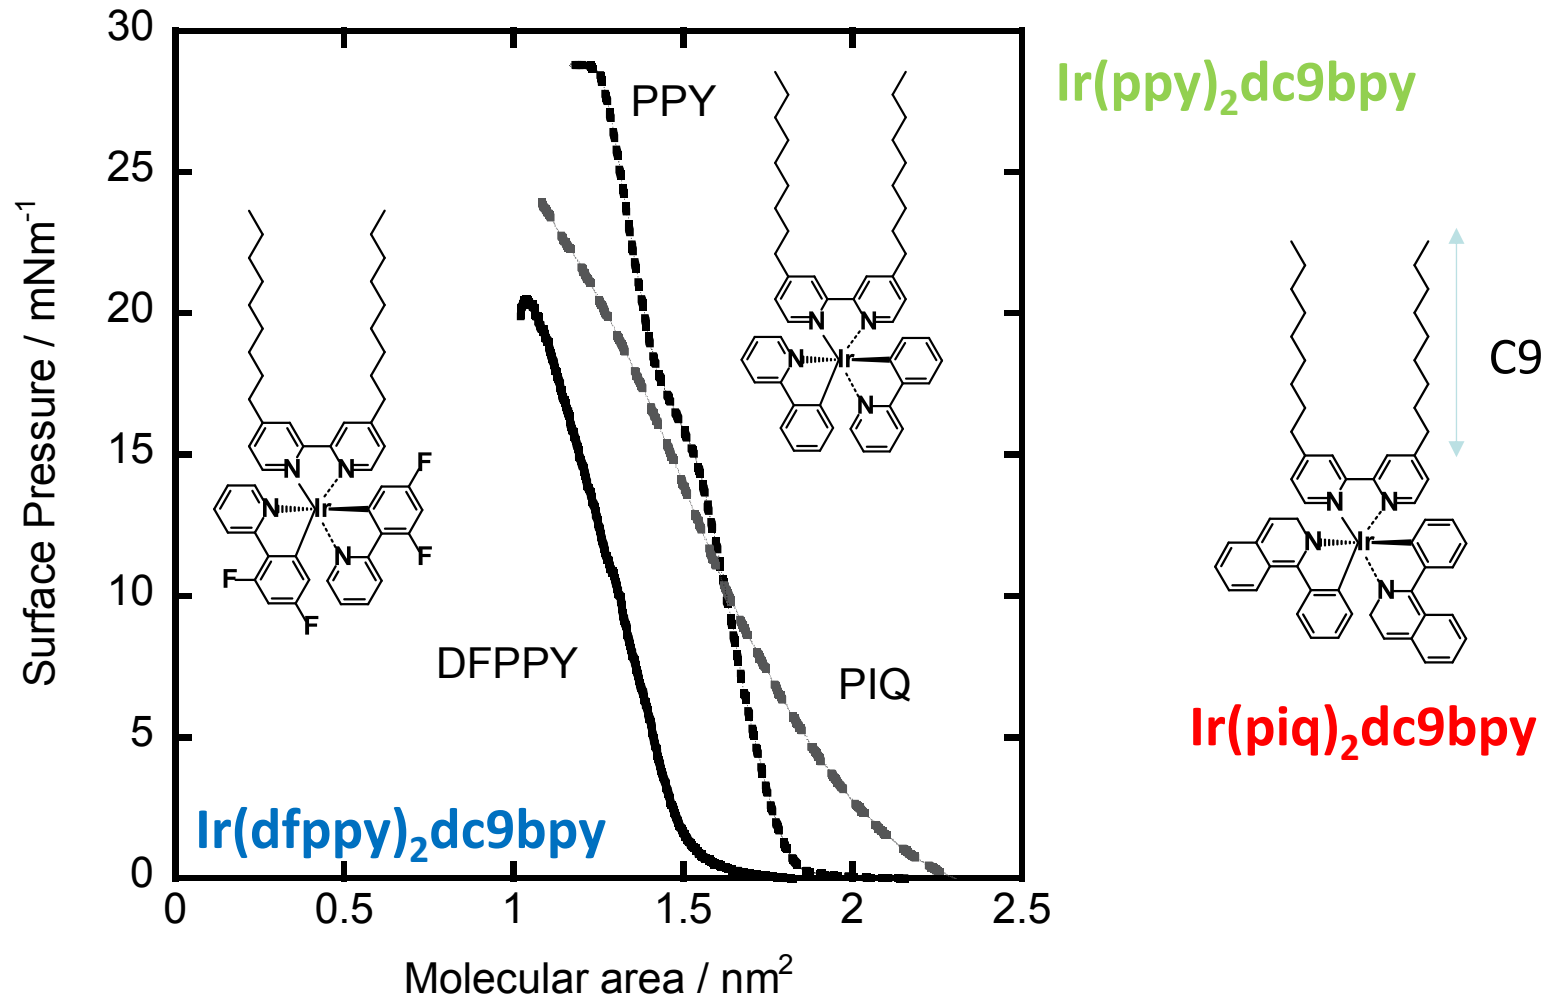 30
25
20
15
10
5
0
0 0.5 1 1.5 2 2.5
Surface Pressure / mNm⁻¹
Molecular area / nm²
PPY
DFPPY
PIQ
Ir(ppy)₂dc9bpy
Ir(dfppy)₂dc9bpy
Ir(piq)₂dc9bpy
C9
N N
N Ir
N
F
F
F
F
N N
N Ir
N
N N
N Ir
N